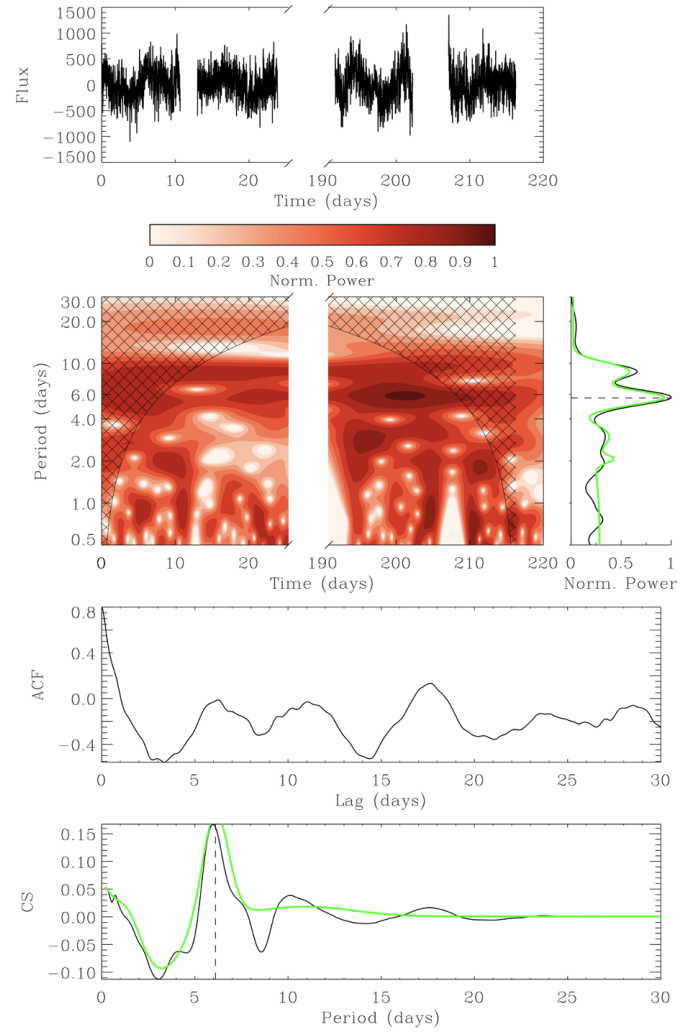 1500
1000
500
0
−500
−1000
−1500
Flux
0 10 20 190 200 210 220
Time (days)
0 0.1 0.2 0.3 0.4 0.5 0.6 0.7 0.8 0.9 1
Norm. Power
30.0
20.0
10.0
6.0
4.0
2.0
1.0
0.5
Period (days)
0 10 20 190 200 210 220
Time (days)
0 0.5 1
Norm. Power
0.8
0.4
0.0
−0.4
ACF
0 5 10 15 20 25 30
Lag (days)
0.15
0.10
0.05
0.00
−0.05
−0.10
CS
0 5 10 15 20 25 30
Period (days)